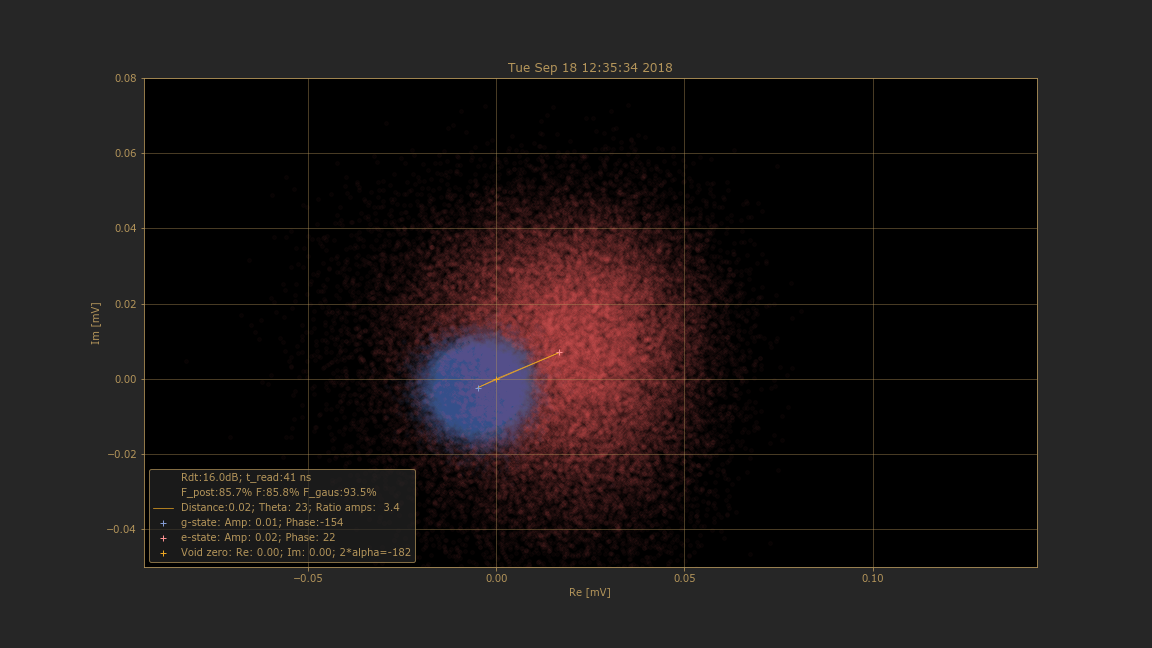 Tue Sep 18 12:35:34 2018
0.08
0.06
0.04
0.02
0.00
−0.02
−0.04
Im [mV]
Rdt:16.0dB; t_read:41 ns
F_post:85.7% F:85.8% F_gaus:93.5%
Distance:0.02; Theta: 23; Ratio amps:  3.4
g-state: Amp: 0.01; Phase:-154
e-state: Amp: 0.02; Phase: 22
Void zero: Re: 0.00; Im: 0.00; 2*alpha=-182
−0.05 0.00 0.05 0.10
Re [mV]